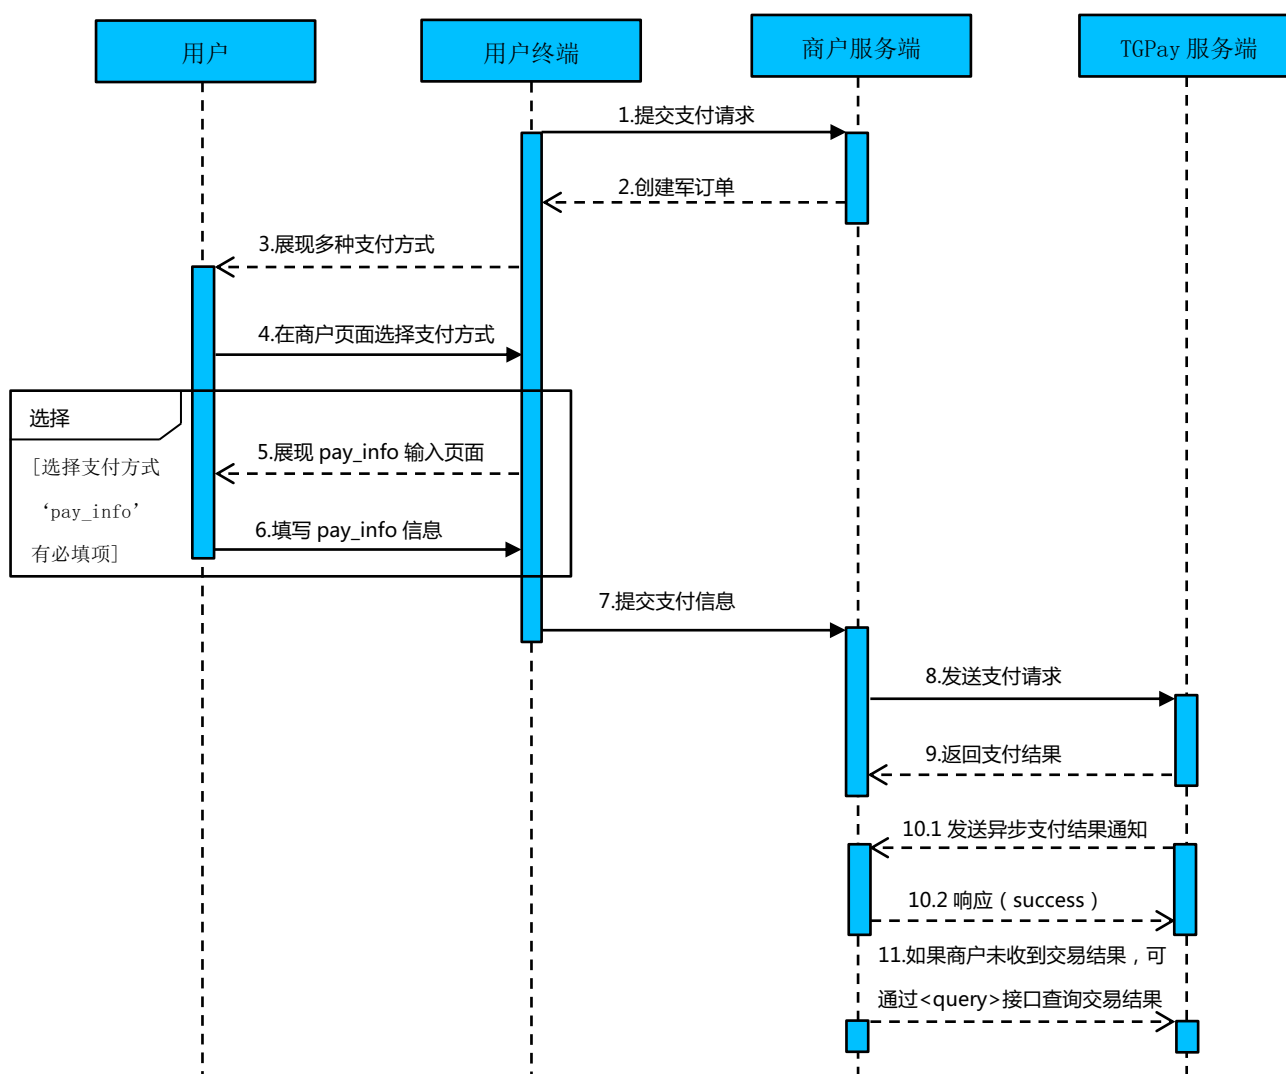 用户
用户终端
商户服务端
TGPay 服务端
1.提交支付请求
2.创建军订单
3.展现多种支付方式
4.在商户页面选择支付方式
选择
[选择支付方式
‘pay_info’
有必填项]
5.展现 pay_info 输入页面
6.填写 pay_info 信息
7.提交支付信息
8.发送支付请求
9.返回支付结果
10.1 发送异步支付结果通知
10.2 响应（success）
11.如果商户未收到交易结果，可
通过<query>接口查询交易结果